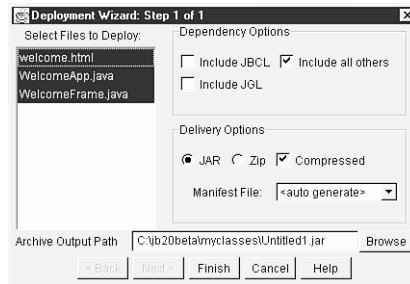 Deployment Wizard: Step 1 of 1
Select Files to Deploy:
welcome.html
WelcomeApp.java
WelcomeFrame.java
Dependency Options
Include JBCL Include all others
Include JGL
Delivery Options
JAR Zip Compressed
Manifest File: <auto generate>
Archive Output Path C:\jb20beta\myclasses\Untitled1.jar Browse
< Back Next > Finish Cancel Help